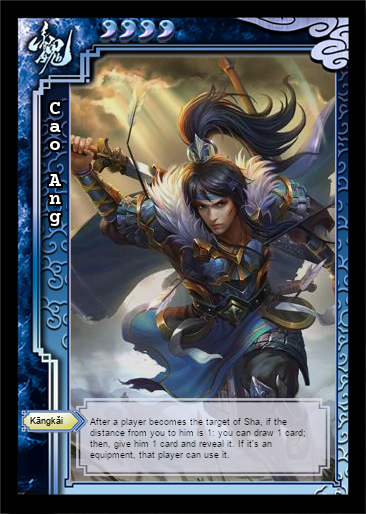 魏
Cao Ang
Kāngkǎi
After a player becomes the target of Sha, if the
distance from you to him is 1: you can draw 1 card;
then, give him 1 card and reveal it. If it's an
equipment, that player can use it.